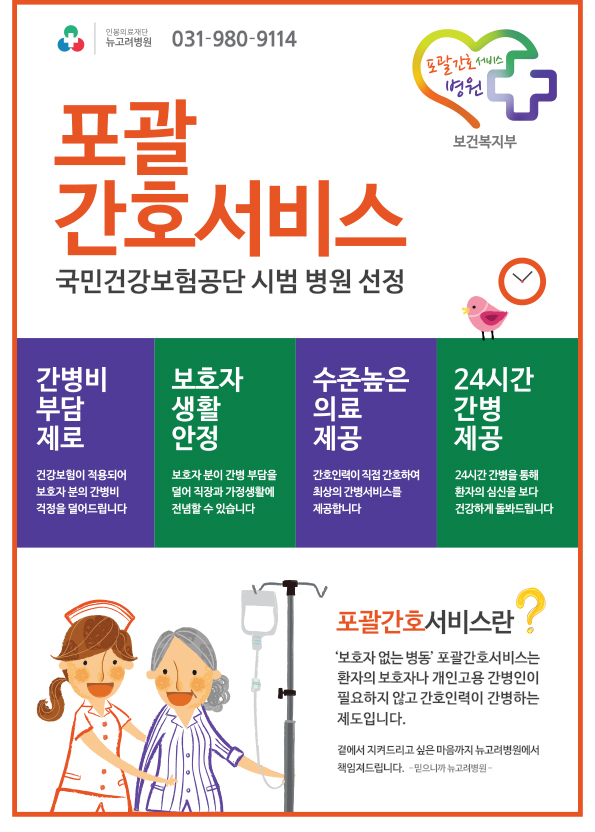 인봉의료재단
뉴고려병원
031-980-9114
포괄간호서비스
병원
보건복지부
포괄
간호서비스
국민건강보험공단 시범 병원 선정
간병비
부담
제로
건강보험이 적용되어
보호자 분의 간병비
걱정을 덜어드립니다
보호자
생활
안정
보호자 분이 간병 부담을
덜어 직장과 가정생활에
전념할 수 있습니다
수준높은
의료
제공
간호인력이 직접 간호하여
최상의 간병서비스를
제공합니다
24시간
간병
제공
24시간 간병을 통해
환자의 심신을 보다
건강하게 돌봐드립니다
포괄간호서비스란?
‘보호자 없는 병동’ 포괄간호서비스는
환자의 보호자나 개인고용 간병인이
필요하지 않고 간호인력이 간병하는
제도입니다.
곁에서 지켜드리고 싶은 마음까지 뉴고려병원에서
책임져드립니다. - 믿으니까 뉴고려병원 -